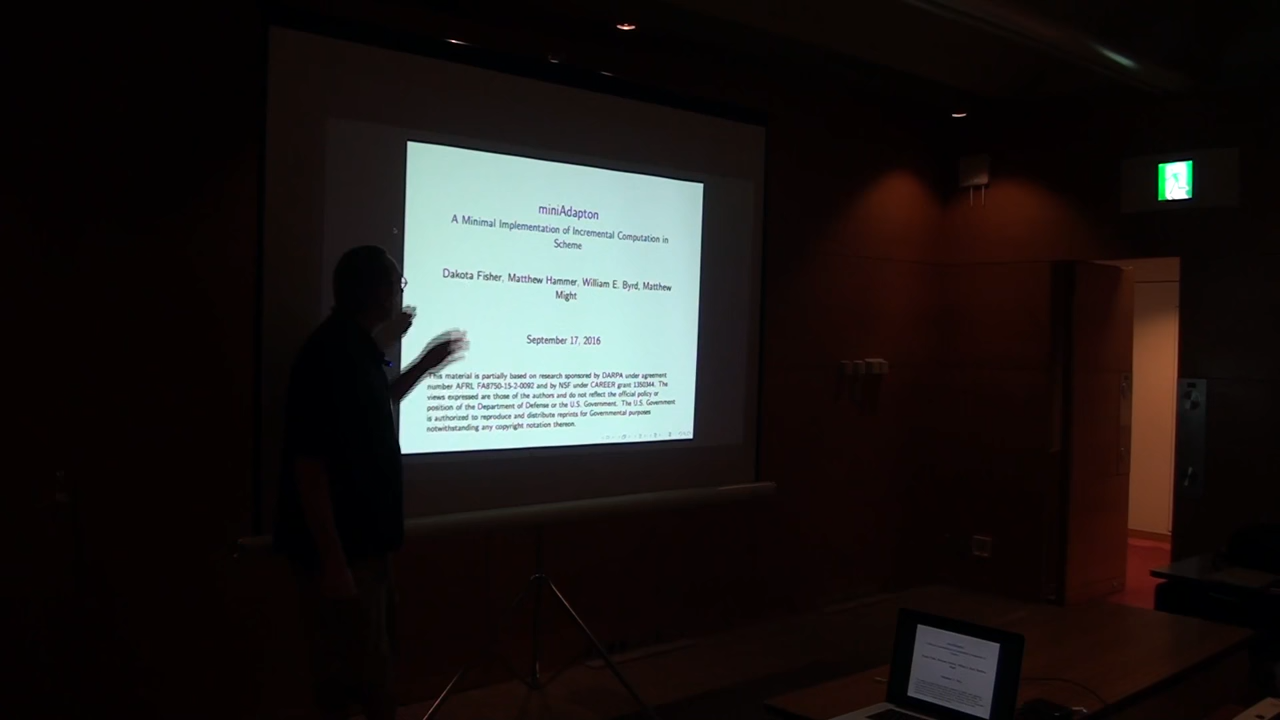 miniAdapton
A Minimal Implementation of Incremental Computation in
Scheme
Dakota Fisher, Matthew Hammer, William E. Byrd, Matthew
Might
September 17, 2016
This material is partially based on research sponsored by DARPA under agreement
number AFRL FA8750-15-2-0092 and by NSF under CAREER grant 1350344. The
views expressed are those of the authors and do not reflect the official policy or
position of the Department of Defense or the U.S. Government. The U.S. Government
is authorized to reproduce and distribute reprints for Governmental purposes
notwithstanding any copyright notation thereon.